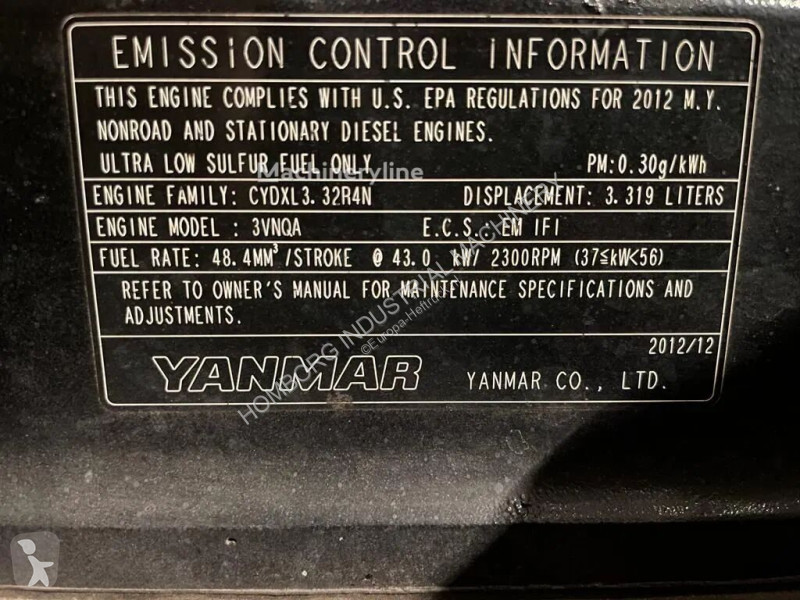 EMISSION CONTROL INFORMATION
THIS ENGINE COMPLIES WITH U.S. EPA REGULATIONS FOR 2012 M.Y.
NONROAD AND STATIONARY DIESEL ENGINES.
ULTRA LOW SULFUR FUEL ONLY PM:0.30g/kWh
Machineryline
ENGINE FAMILY: CYDXL3.32R4N DISPLACEMENT: 3.319 LITERS
ENGINE MODEL : 3VNQA E.C.S. EM IFI
FUEL RATE: 48.4MM³/STROKE @ 43.0 kW/ 2300RPM (37≦kW<56)
REFER TO OWNER'S MANUAL FOR MAINTENANCE SPECIFICATIONS AND
ADJUSTMENTS.
2012/12
YANMAR YANMAR CO., LTD.
HOMBORG INDUSTRIAL MACHINERY